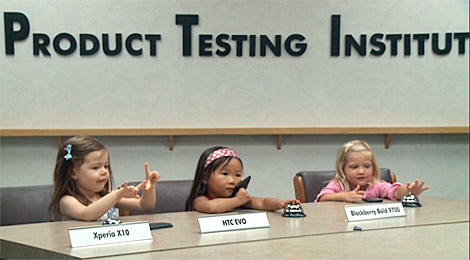 PRODUCT TESTING INSTITUT
Xperia X10
HTC EVO
Blackberry Bold 9700